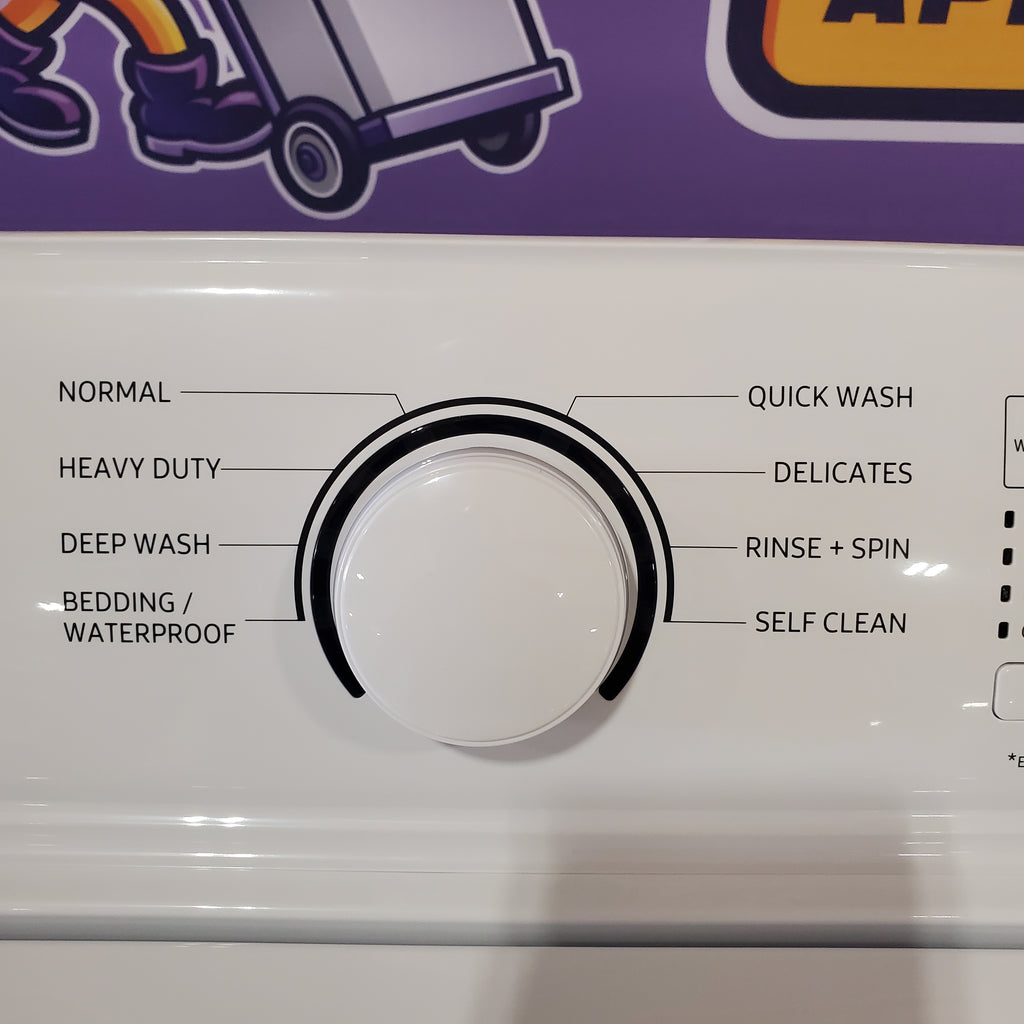 NORMAL
HEAVY DUTY
DEEP WASH
BEDDING /
WATERPROOF
QUICK WASH
DELICATES
RINSE + SPIN
SELF CLEAN